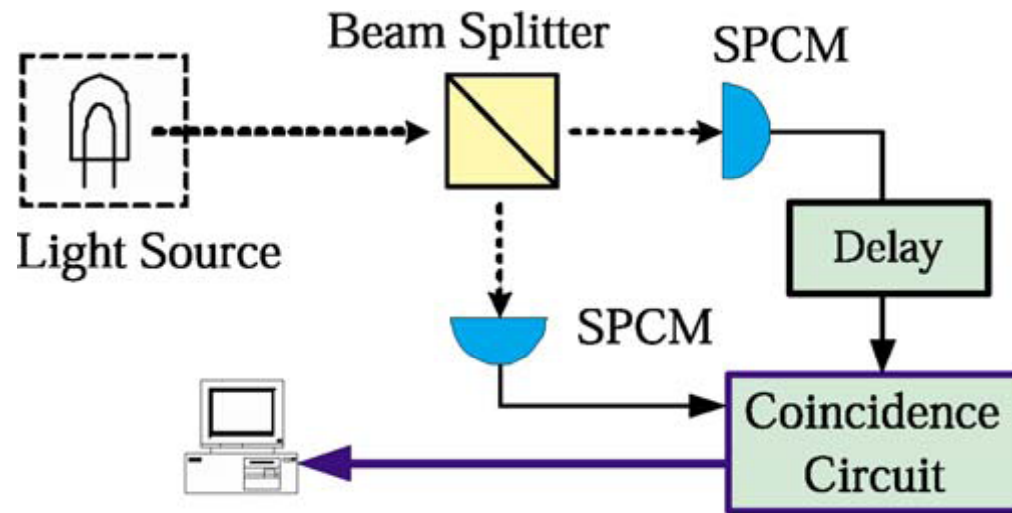 Beam Splitter
SPCM
Light Source
Delay
SPCM
Coincidence
Circuit